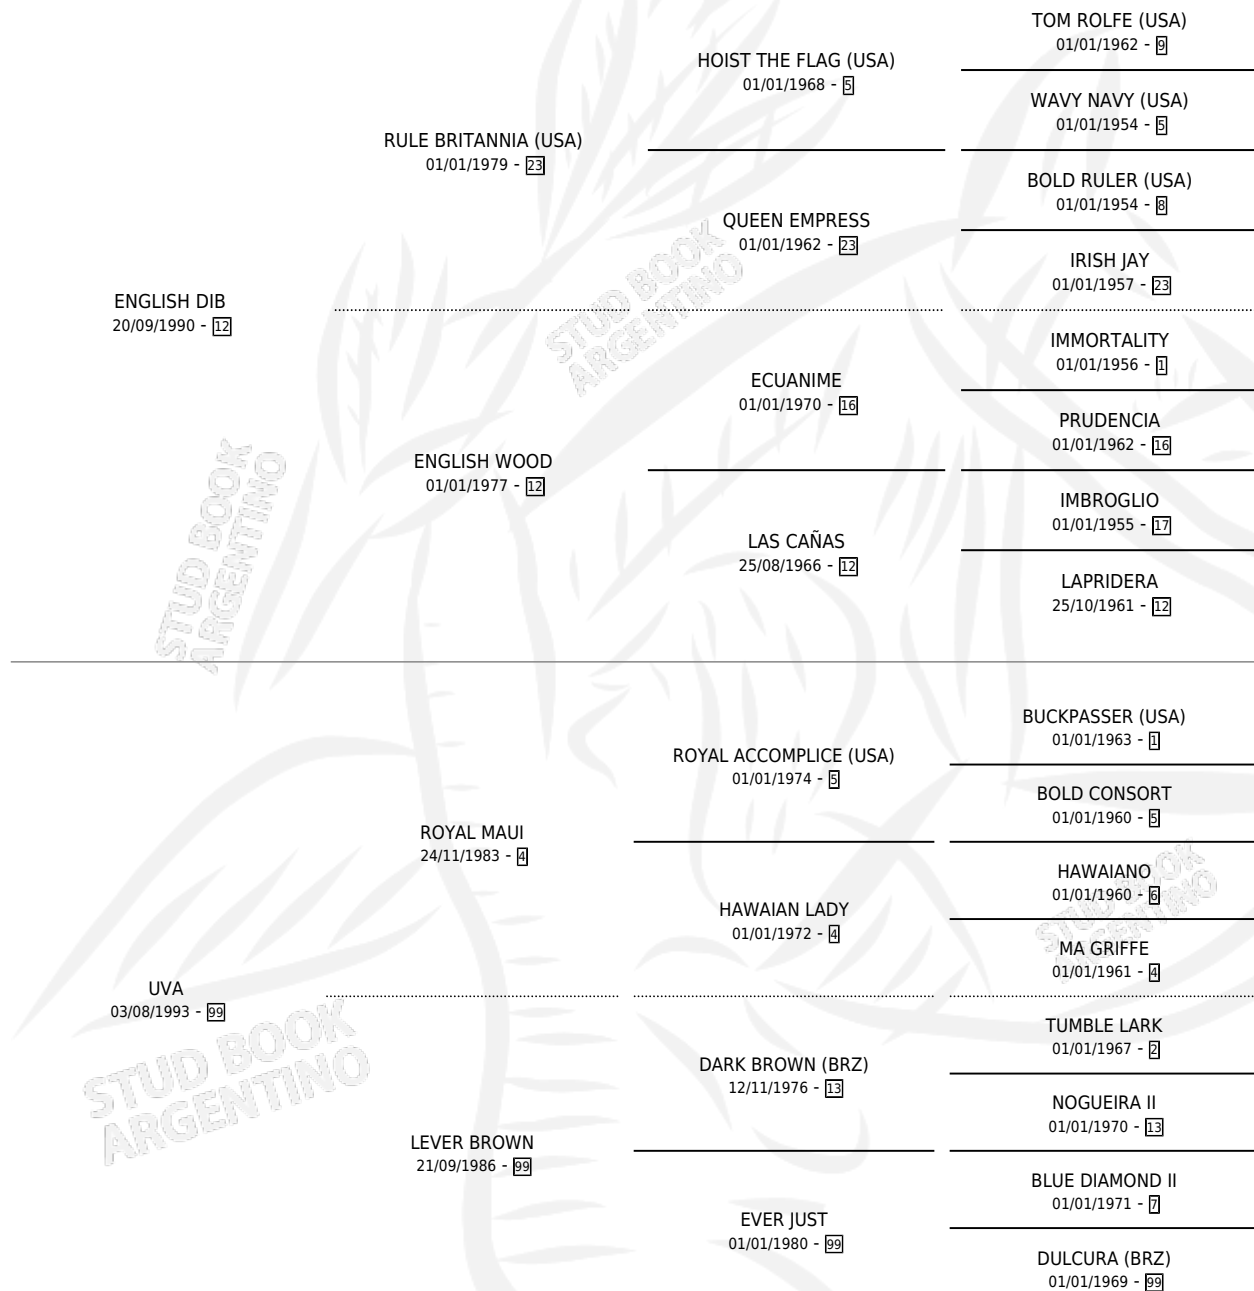 TOM ROLFE (USA)
01/01/1962 - 9
HOIST THE FLAG (USA)
01/01/1968 - 5
WAVY NAVY (USA)
01/01/1954 - 5
RULE BRITANNIA (USA)
01/01/1979 - 23
BOLD RULER (USA)
01/01/1954 - 8
QUEEN EMPRESS
01/01/1962 - 23
IRISH JAY
01/01/1957 - 23
ENGLISH DIB
20/09/1990 - 12
IMMORTALITY
01/01/1956 - 1
ECUANIME
01/01/1970 - 16
PRUDENCIA
01/01/1962 - 16
ENGLISH WOOD
01/01/1977 - 12
IMBROGLIO
01/01/1955 - 17
LAS CAÑAS
25/08/1966 - 12
LAPRIDERA
25/10/1961 - 12
BUCKPASSER (USA)
01/01/1963 - 1
ROYAL ACCOMPLICE (USA)
01/01/1974 - 5
BOLD CONSORT
01/01/1960 - 5
ROYAL MAUI
24/11/1983 - 4
HAWAIANO
01/01/1960 - 6
HAWAIAN LADY
01/01/1972 - 4
MA GRIFFE
01/01/1961 - 4
UVA
03/08/1993 - 99
TUMBLE LARK
01/01/1967 - 2
DARK BROWN (BRZ)
12/11/1976 - 13
NOGUEIRA II
01/01/1970 - 13
LEVER BROWN
21/09/1986 - 99
BLUE DIAMOND II
01/01/1971 - 7
EVER JUST
01/01/1980 - 99
DULCURA (BRZ)
01/01/1969 - 99
STUD BOOK
ARGENTINO
STUD BOOK
ARGENTINO
STUD BOOK
ARGENTINO
STUD BOOK
ARGENTINO